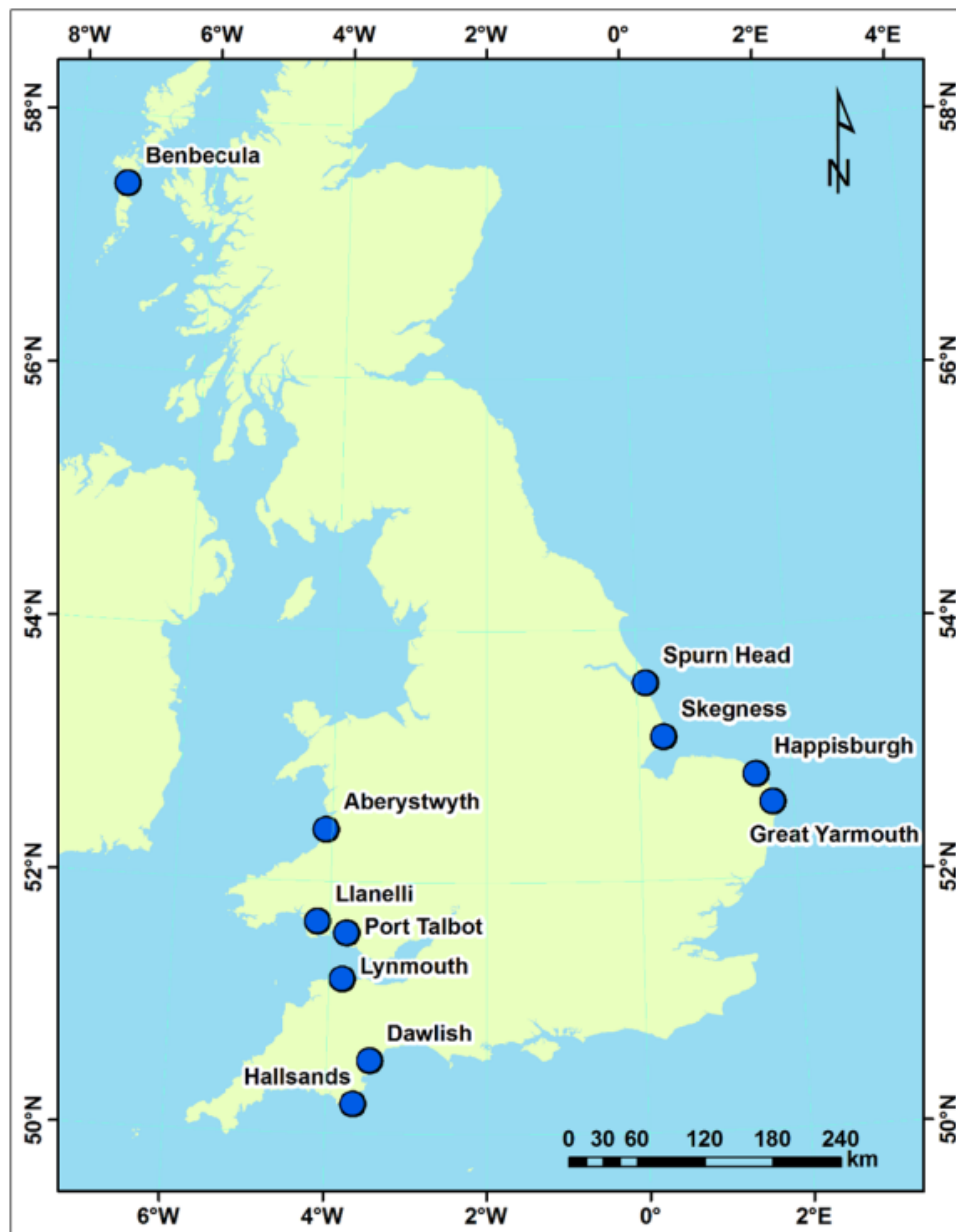 8°W 6°W 4°W 2°W 0° 2°E 4°E
58°N 58°N
N
Benbecula
56°N 56°N
54°N 54°N
Spurn Head
Skegness
Happisburgh
Aberystwyth
Great Yarmouth
52°N 52°N
Llanelli
Port Talbot
Lynmouth
Dawlish
Hallsands
50°N 50°N
0 30 60 120 180 240
km
6°W 4°W 2°W 0° 2°E